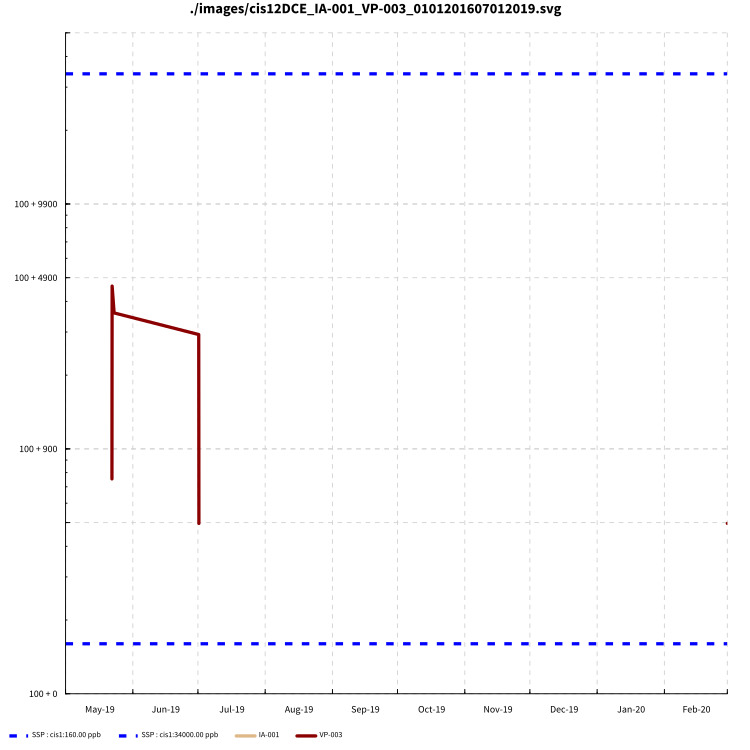 ./images/cis12DCE_IA-001_VP-003_0101201607012019.svg
100 + 9900
100 + 4900
100 + 900
100 + 0
May-19 Jun-19 Jul-19 Aug-19 Sep-19 Oct-19 Nov-19 Dec-19 Jan-20 Feb-20
SSP : cis1:160.00 ppb SSP : cis1:34000.00 ppb IA-001 VP-003